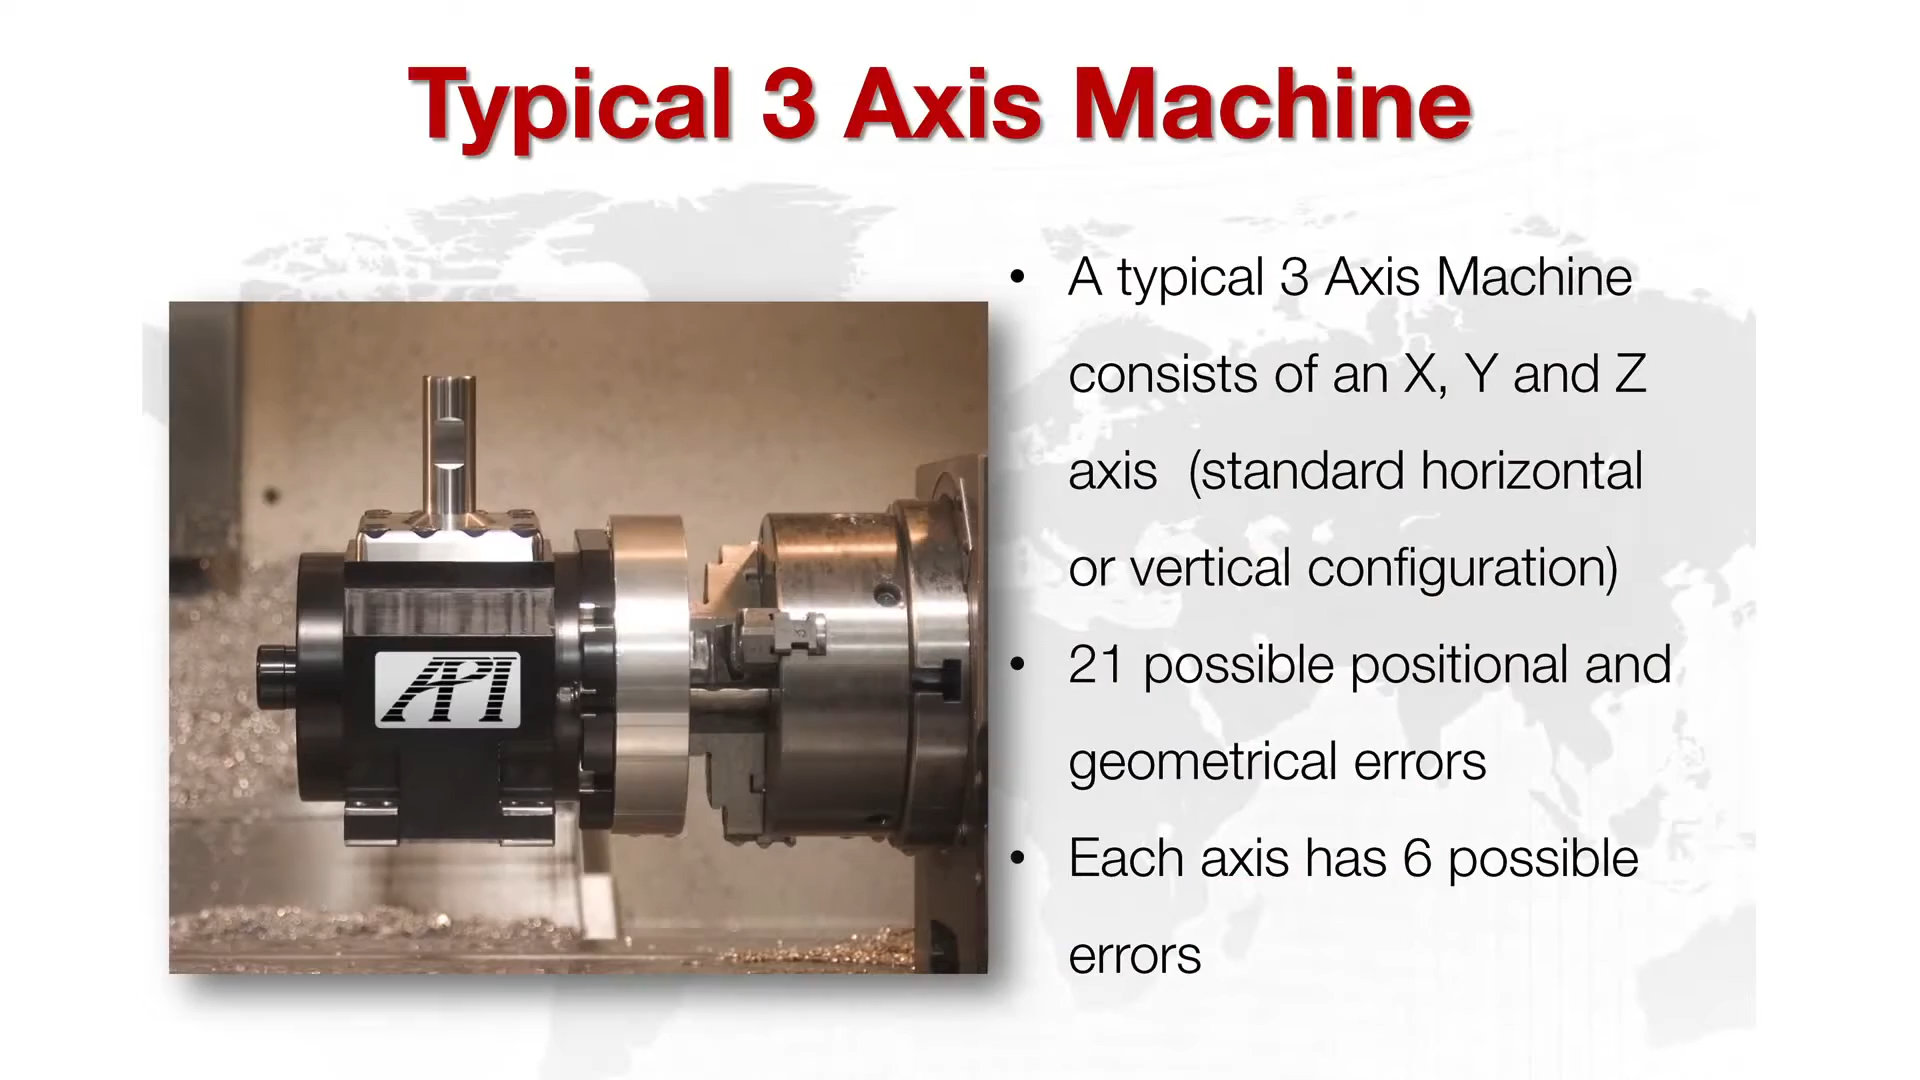 Typical 3 Axis Machine
• A typical 3 Axis Machine
consists of an X, Y and Z
axis  (standard horizontal
or vertical configuration)
• 21 possible positional and
geometrical errors
• Each axis has 6 possible
errors
API